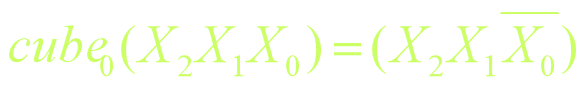 cube₀(X₂X₁X₀) = (X₂X₁X̅₀)